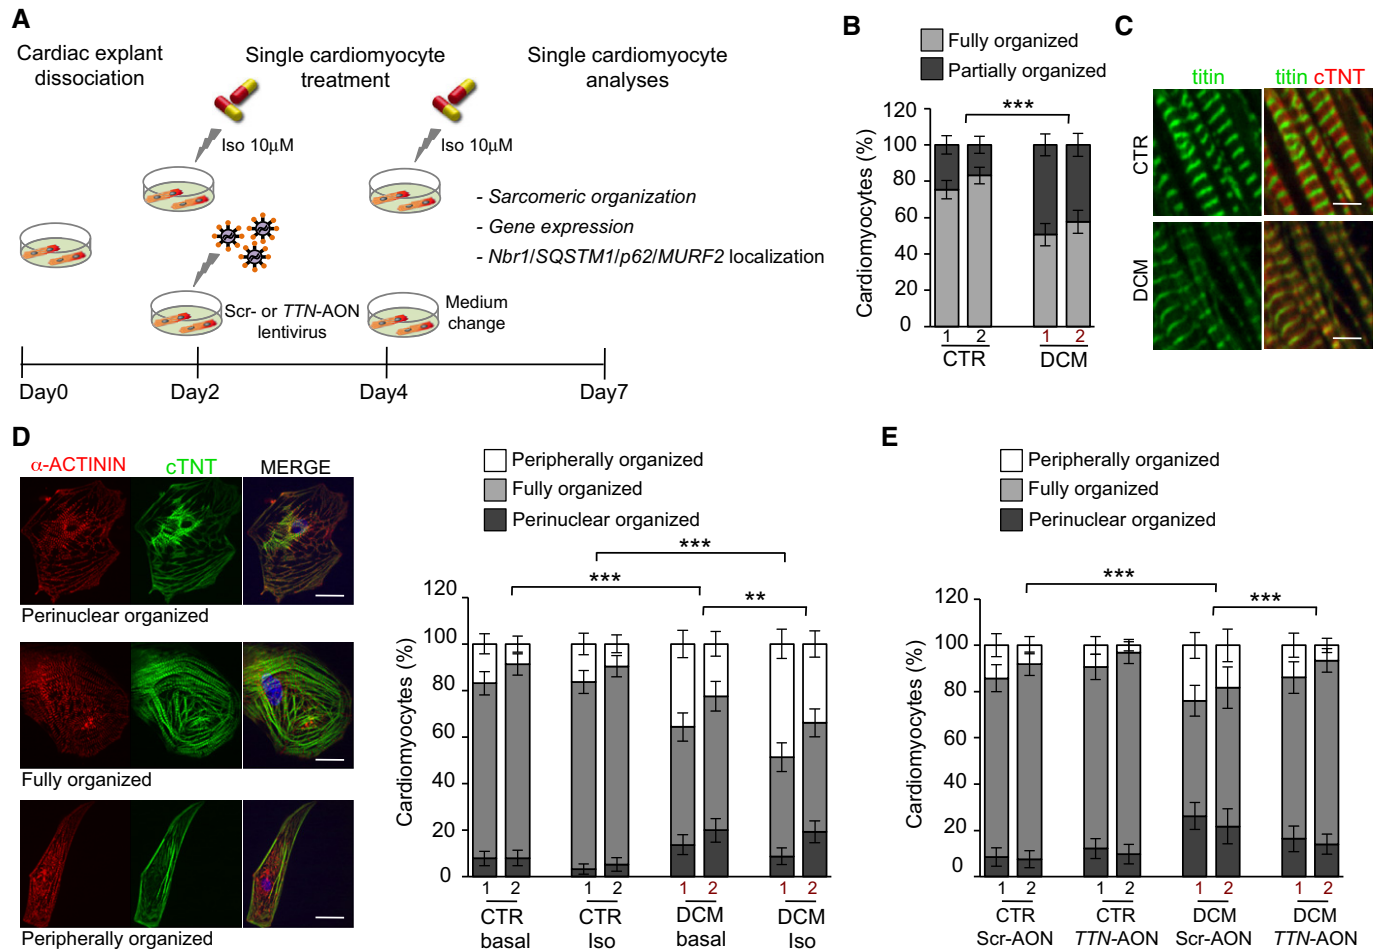 A
Cardiac explant
dissociation
Single cardiomyocyte
treatment
Single cardiomyocyte
analyses
Iso 10μM
Iso 10μM
- Sarcomeric organization
- Gene expression
- Nbr1/SQSTM1/p62/MURF2 localization
Scr- or TTN-AON
lentivirus
Medium
change
Day0
Day2
Day4
Day7
B
Fully organized
Partially organized
***
Cardiomyocytes (%)
120
100
80
60
40
20
0
1 2 1 2
CTR DCM
C
titin
titin cTNT
CTR
DCM
D
α-ACTININ cTNT MERGE
Perinuclear organized
Fully organized
Peripherally organized
Peripherally organized
Fully organized
Perinuclear organized
***
***
**
Cardiomyocytes (%)
120
100
80
60
40
20
0
1 2 1 2 1 2 1 2
CTR CTR DCM DCM
basal Iso basal Iso
E
Peripherally organized
Fully organized
Perinuclear organized
***
***
Cardiomyocytes (%)
120
100
80
60
40
20
0
1 2 1 2 1 2 1 2
CTR CTR DCM DCM
Scr-AON TTN-AON Scr-AON TTN-AON